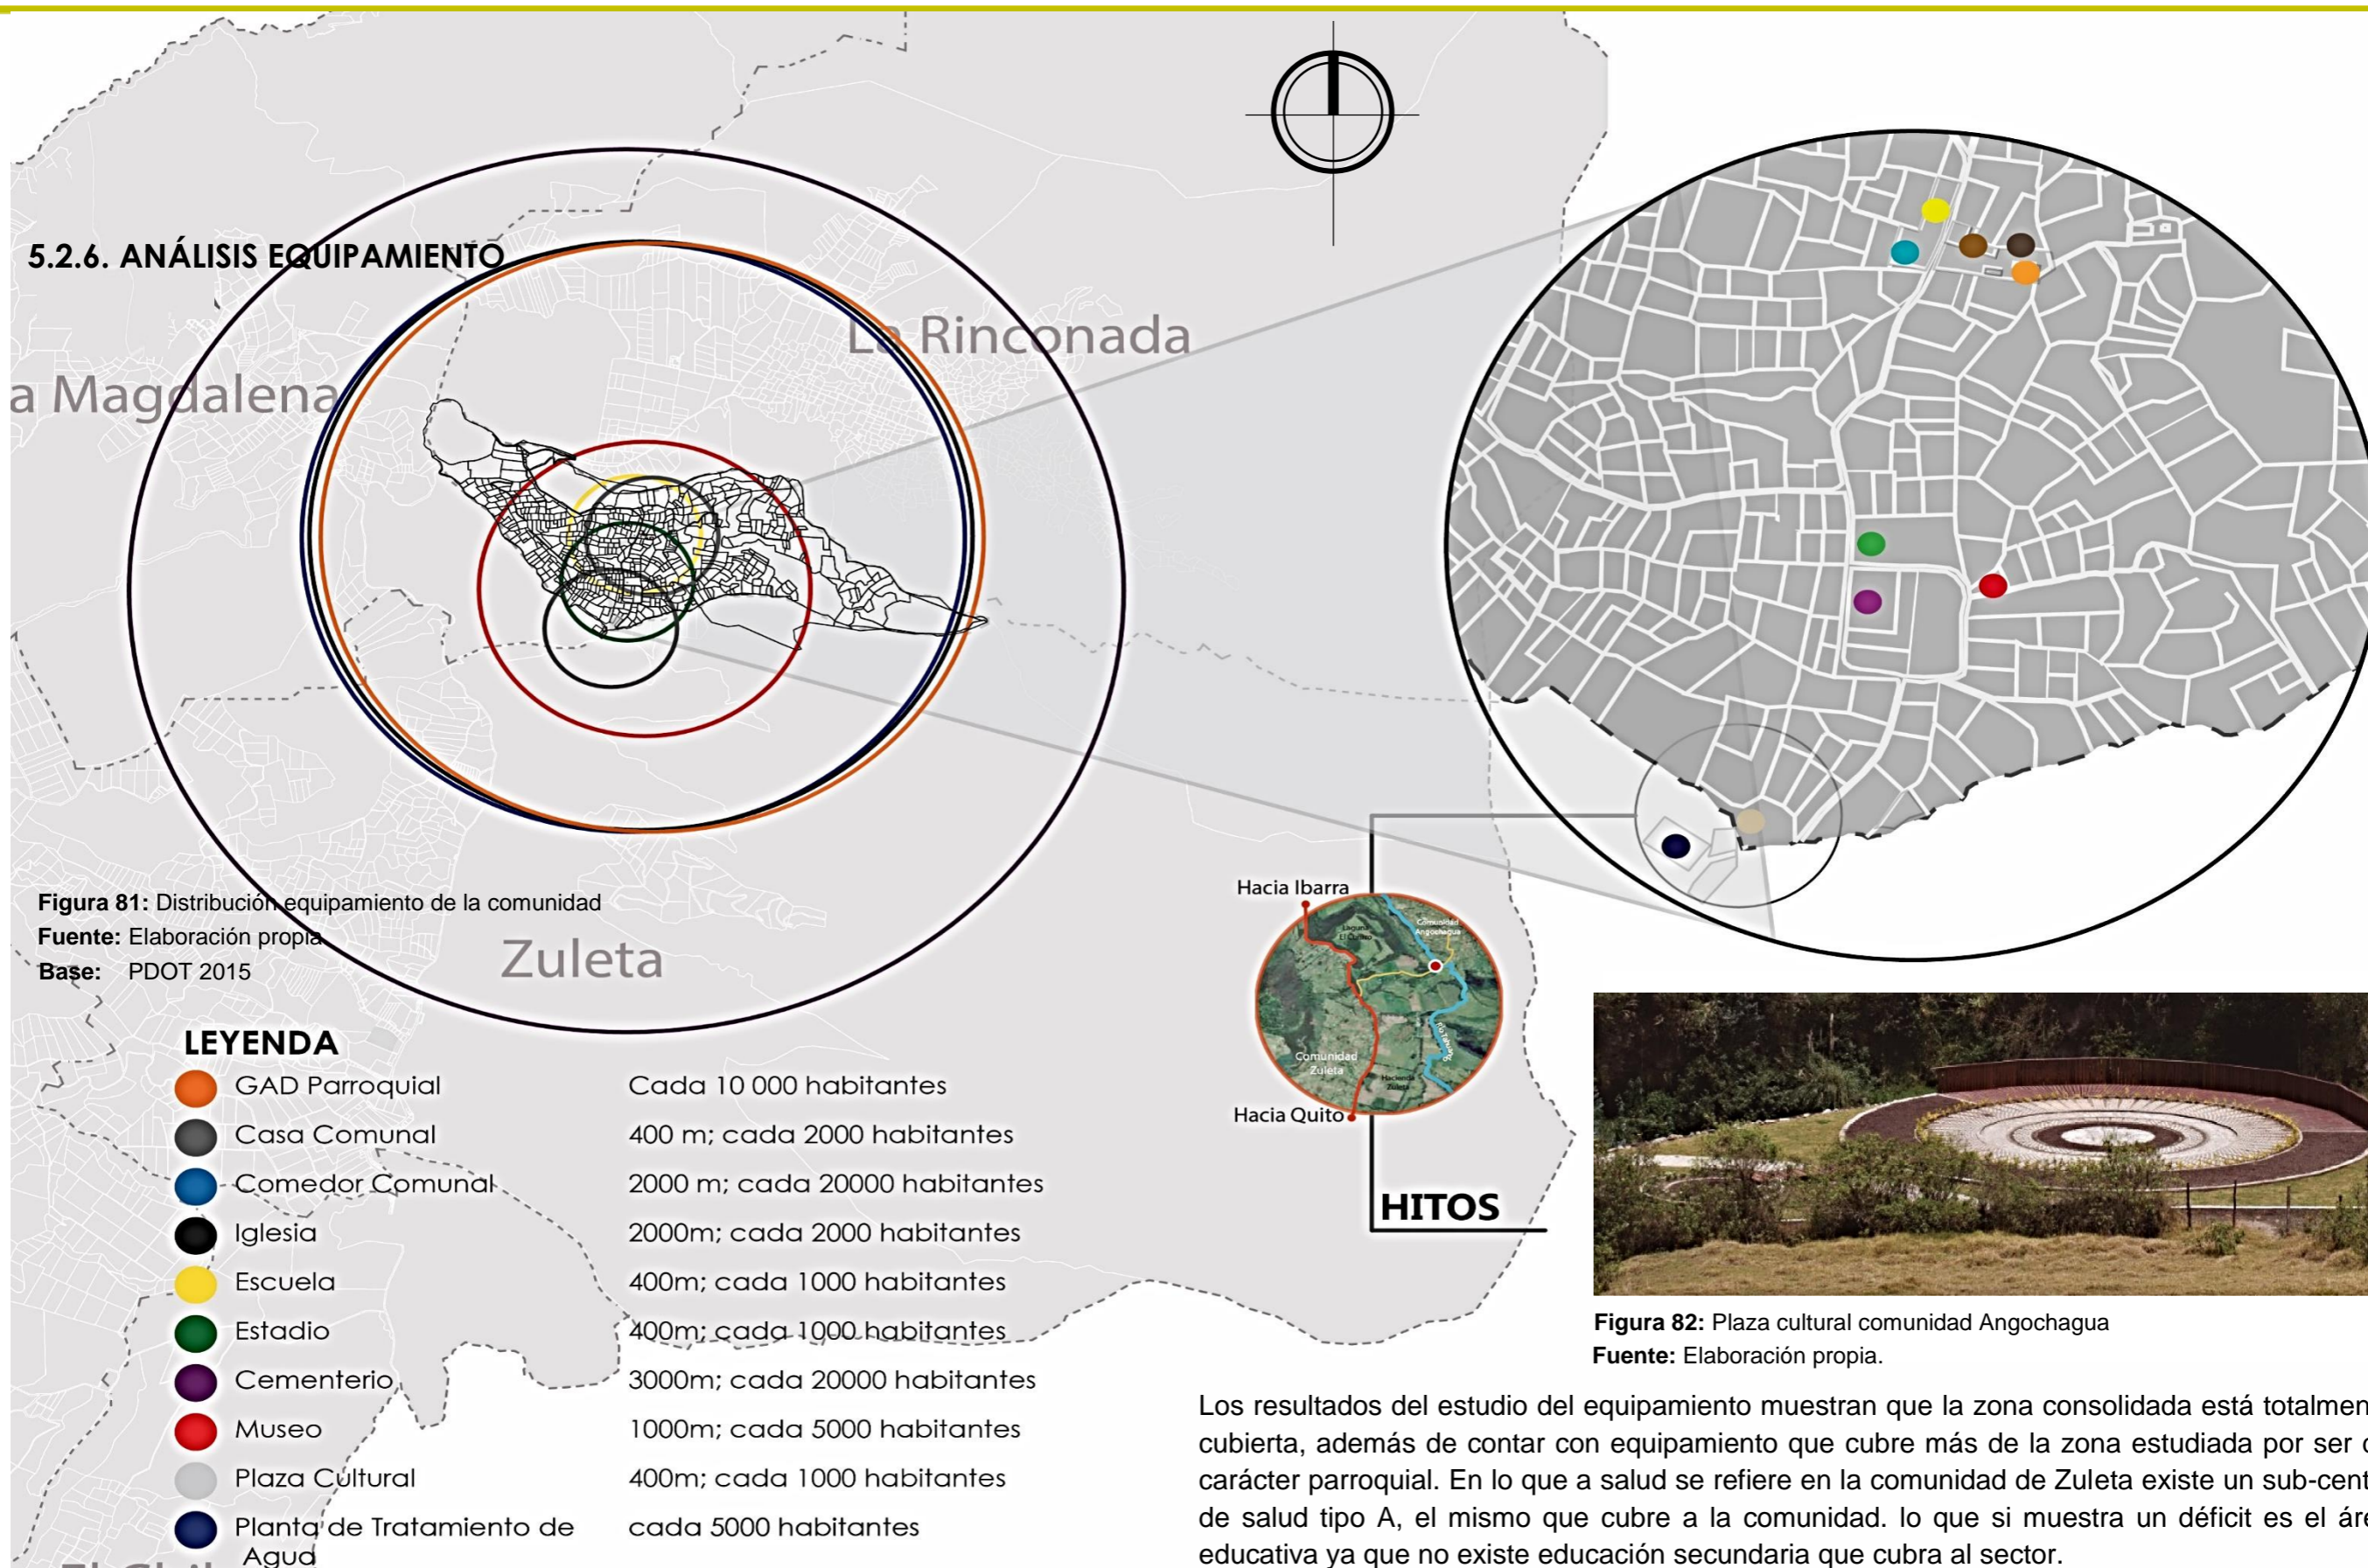 5.2.6. ANÁLISIS EQUIPAMIENTO
La Rinconada
a Magdalena
Zuleta
Figura 81: Distribución equipamiento de la comunidad
Fuente: Elaboración propia
Base: PDOT 2015
LEYENDA
GAD Parroquial Cada 10 000 habitantes
Casa Comunal 400 m; cada 2000 habitantes
Comedor Comunal 2000 m; cada 20000 habitantes
Iglesia 2000m; cada 2000 habitantes
Escuela 400m; cada 1000 habitantes
Estadio 400m; cada 1000 habitantes
Cementerio 3000m; cada 20000 habitantes
Museo 1000m; cada 5000 habitantes
Plaza Cultural 400m; cada 1000 habitantes
Planta de Tratamiento de cada 5000 habitantes
Agua
Hacia Ibarra
Laguna
Comunidad
Angochagua
Comunidad
Zuleta
Hacienda
Zuleta
Hacia Quito
HITOS
Figura 82: Plaza cultural comunidad Angochagua
Fuente: Elaboración propia.
Los resultados del estudio del equipamiento muestran que la zona consolidada está totalmen
cubierta, además de contar con equipamiento que cubre más de la zona estudiada por ser
carácter parroquial. En lo que a salud se refiere en la comunidad de Zuleta existe un sub-cent
de salud tipo A, el mismo que cubre a la comunidad. lo que si muestra un déficit es el áre
educativa ya que no existe educación secundaria que cubra al sector.